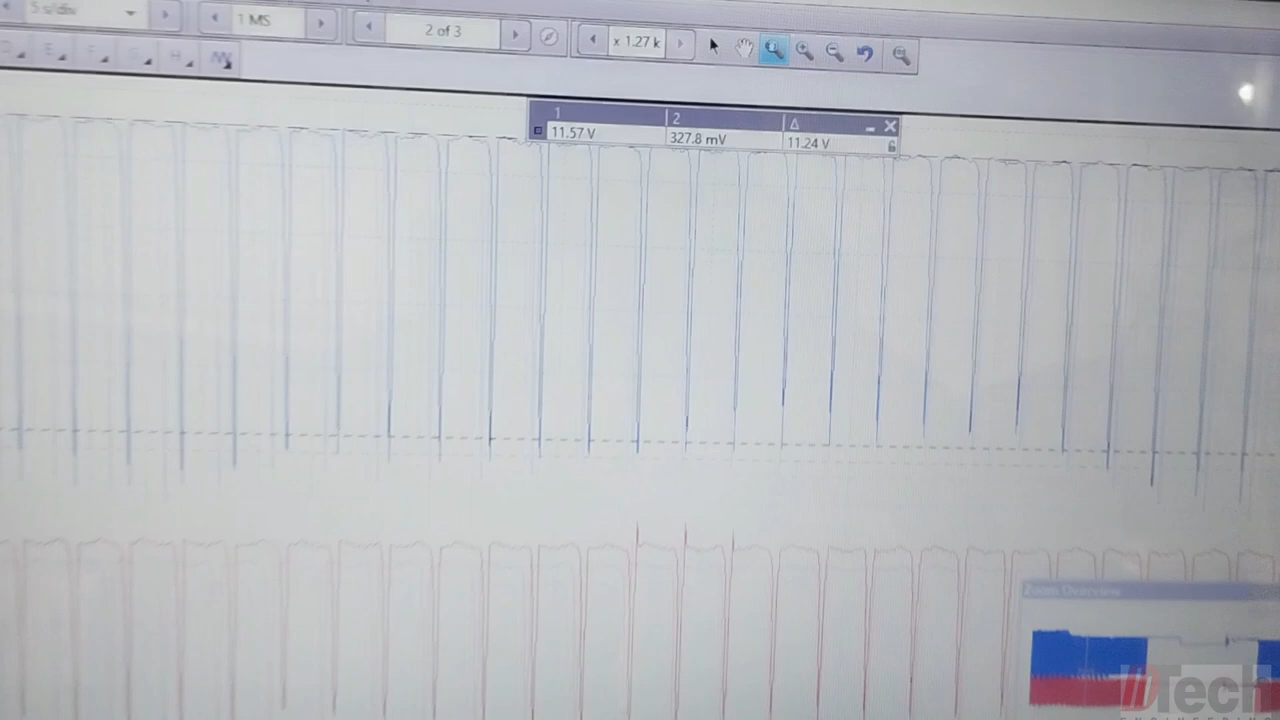 5 s/div
1 MS
2 of 3
x 1.27 k
E
F
H
1 2 Δ
11.57 V 327.8 mV 11.24 V
Zoom Overview
Tech